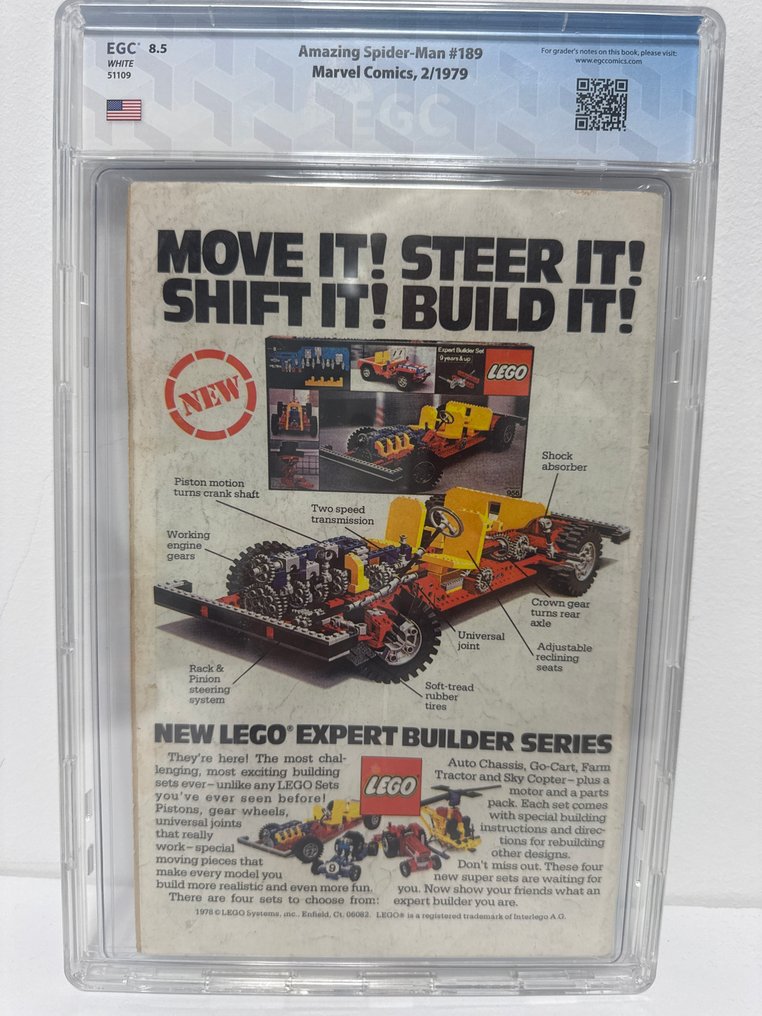 EGC® 8.5
WHITE
51109
Amazing Spider-Man #189
Marvel Comics, 2/1979
For grader's notes on this book, please visit:
www.egccomics.com
EGC
MOVE IT! STEER IT!
SHIFT IT! BUILD IT!
NEW
Expert Builder Set
9 years & up
LEGO
956
Shock
absorber
Piston motion
turns crank shaft
Two speed
transmission
Working
engine
gears
Crown gear
turns rear
axle
Universal
joint
Adjustable
reclining
seats
Rack &
Pinion
steering
system
Soft-tread
rubber
tires
NEW LEGO® EXPERT BUILDER SERIES
They're here! The most chal-
lenging, most exciting building
sets ever—unlike any LEGO Sets
you've ever seen before!
Pistons, gear wheels,
universal joints
that really
work—special
moving pieces that
make every model you
build more realistic and even more fun.
There are four sets to choose from:
LEGO
9
Auto Chassis, Go-Cart, Farm
Tractor and Sky Copter—plus a
motor and a parts
pack. Each set comes
with special building
instructions and direc-
tions for rebuilding
other designs.
Don't miss out. These four
new super sets are waiting for
you. Now show your friends what an
expert builder you are.
1978 © LEGO Systems, inc., Enfield, Ct. 06082. LEGO® is a registered trademark of Interlego A.G.